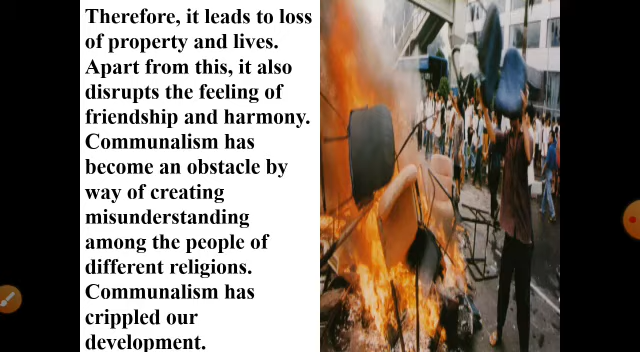 Therefore, it leads to loss
of property and lives.
Apart from this, it also
disrupts the feeling of
friendship and harmony.
Communalism has
become an obstacle by
way of creating
misunderstanding
among the people of
different religions.
Communalism has
crippled our
development.